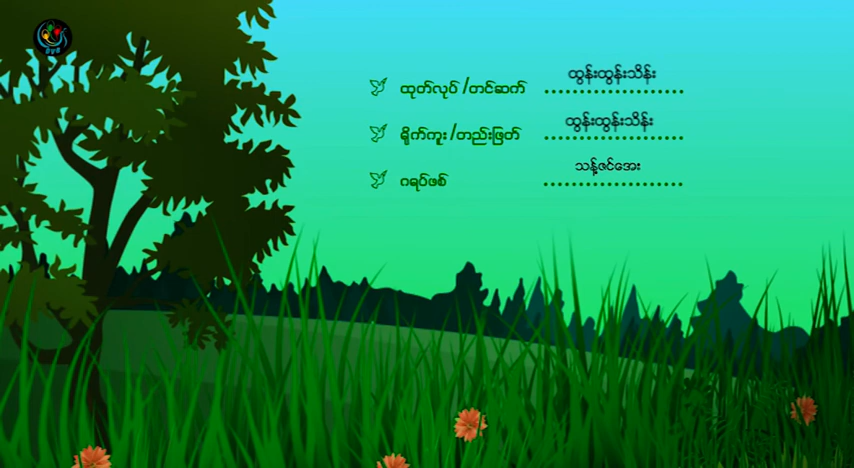 ထုတ်လုပ် /တင်ဆက် ထွန်းထွန်းသိန်း
ရိုက်ကူး /တည်းဖြတ် ထွန်းထွန်းသိန်း
ဂရပ်ဖစ် သန့်ဇင်အေး